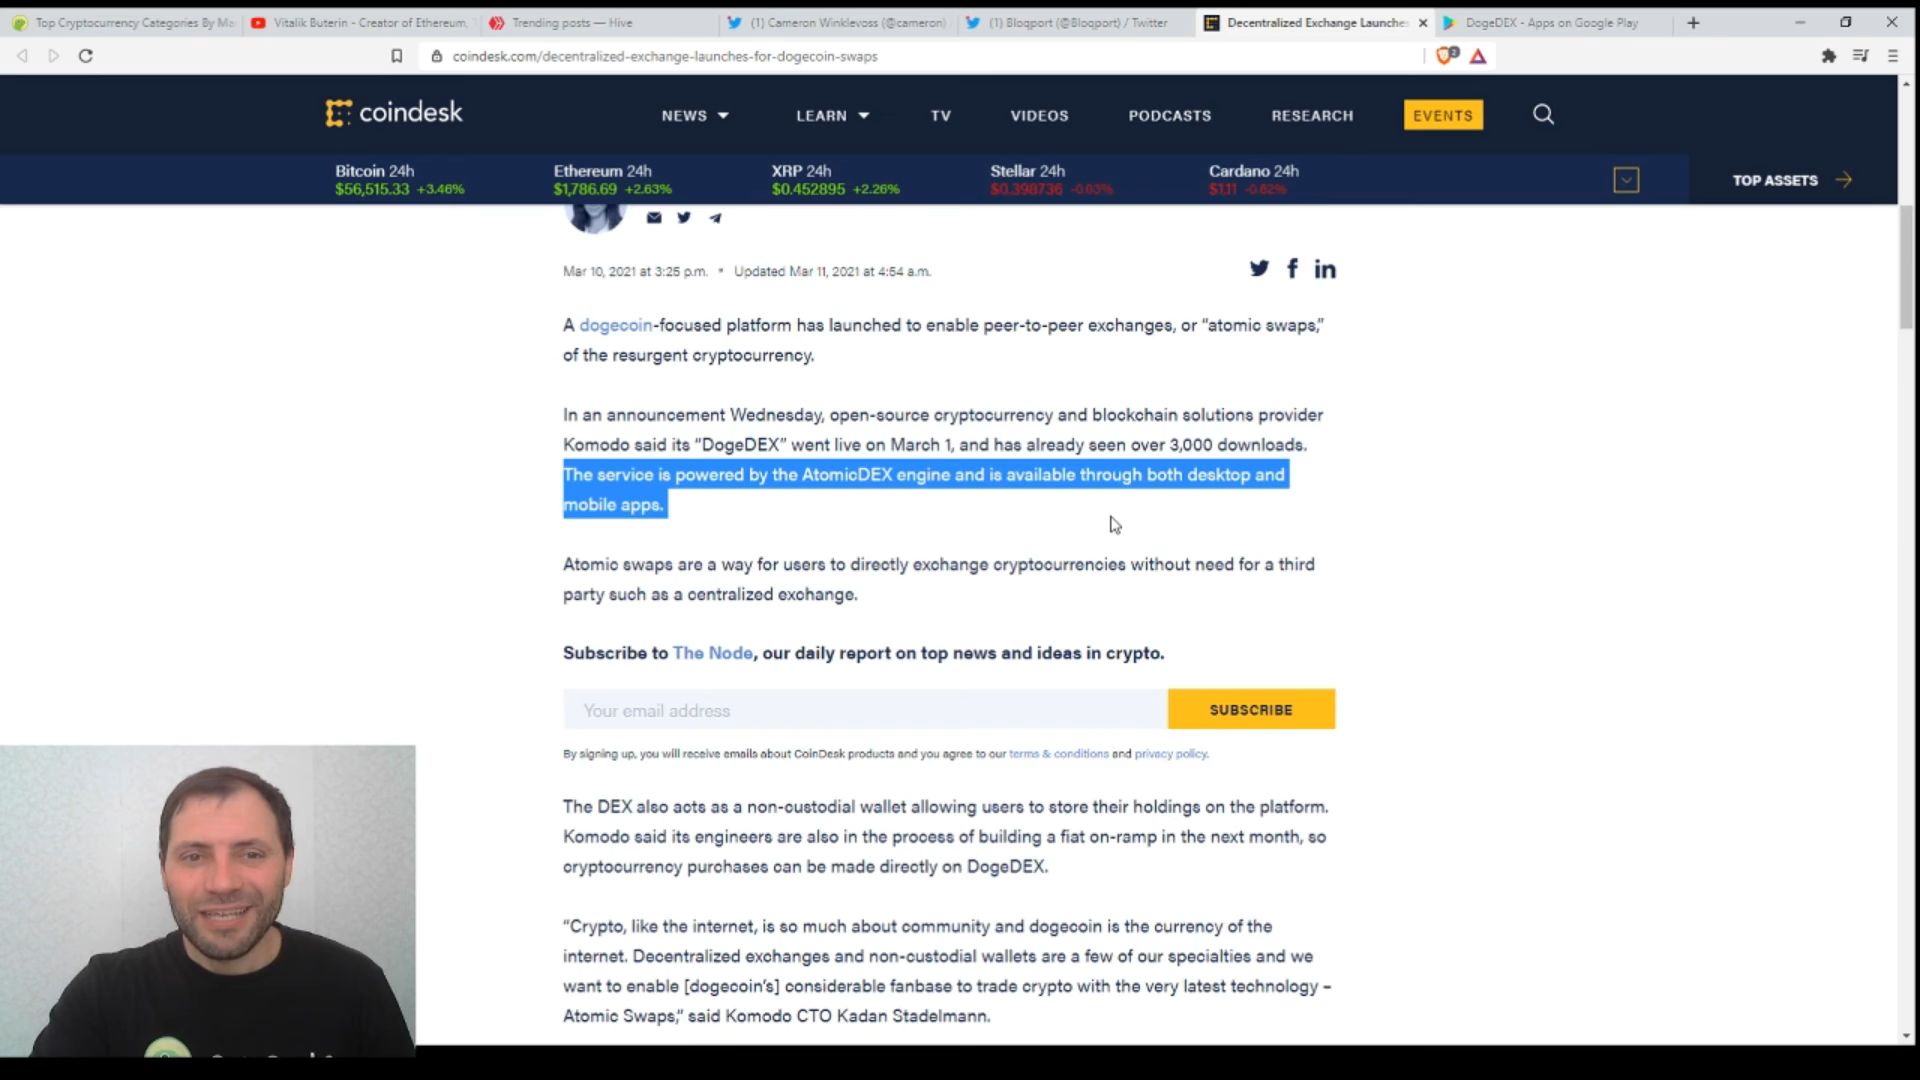 Top Cryptocurrency Categories By Ma
Vitalik Buterin - Creator of Ethereum,
Trending posts — Hive
(1) Cameron Winklevoss (@cameron)
(1) Bloqport (@Bloqport) / Twitter
Decentralized Exchange Launches
DogeDEX - Apps on Google Play
coindesk.com/decentralized-exchange-launches-for-dogecoin-swaps
2
coindesk
NEWS
LEARN
TV
VIDEOS
PODCASTS
RESEARCH
EVENTS
Bitcoin 24h
$56,515.33 +3.46%
Ethereum 24h
$1,786.69 +2.63%
XRP 24h
$0.452895 +2.26%
Stellar 24h
$0.398736 -0.03%
Cardano 24h
$1.11 -0.82%
TOP ASSETS
Mar 10, 2021 at 3:25 p.m. • Updated Mar 11, 2021 at 4:54 a.m.
A dogecoin-focused platform has launched to enable peer-to-peer exchanges, or “atomic swaps,”
of the resurgent cryptocurrency.
In an announcement Wednesday, open-source cryptocurrency and blockchain solutions provider
Komodo said its “DogeDEX” went live on March 1, and has already seen over 3,000 downloads.
The service is powered by the AtomicDEX engine and is available through both desktop and
mobile apps.
Atomic swaps are a way for users to directly exchange cryptocurrencies without need for a third
party such as a centralized exchange.
Subscribe to The Node, our daily report on top news and ideas in crypto.
Your email address
SUBSCRIBE
By signing up, you will receive emails about CoinDesk products and you agree to our terms & conditions and privacy policy.
The DEX also acts as a non-custodial wallet allowing users to store their holdings on the platform.
Komodo said its engineers are also in the process of building a fiat on-ramp in the next month, so
cryptocurrency purchases can be made directly on DogeDEX.
“Crypto, like the internet, is so much about community and dogecoin is the currency of the
internet. Decentralized exchanges and non-custodial wallets are a few of our specialties and we
want to enable [dogecoin’s] considerable fanbase to trade crypto with the very latest technology –
Atomic Swaps,” said Komodo CTO Kadan Stadelmann.